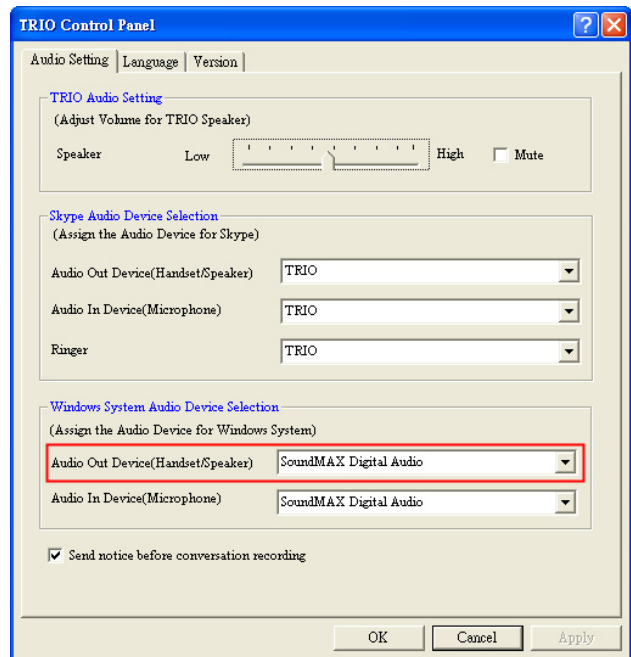 TRIO Control Panel
Audio Setting Language Version
TRIO Audio Setting
(Adjust Volume for TRIO Speaker)
Speaker Low High Mute
Skype Audio Device Selection
(Assign the Audio Device for Skype)
Audio Out Device(Handset/Speaker) TRIO
Audio In Device(Microphone) TRIO
Ringer TRIO
Windows System Audio Device Selection
(Assign the Audio Device for Windows System)
Audio Out Device(Handset/Speaker) SoundMAX Digital Audio
Audio In Device(Microphone) SoundMAX Digital Audio
Send notice before conversation recording
OK Cancel Apply